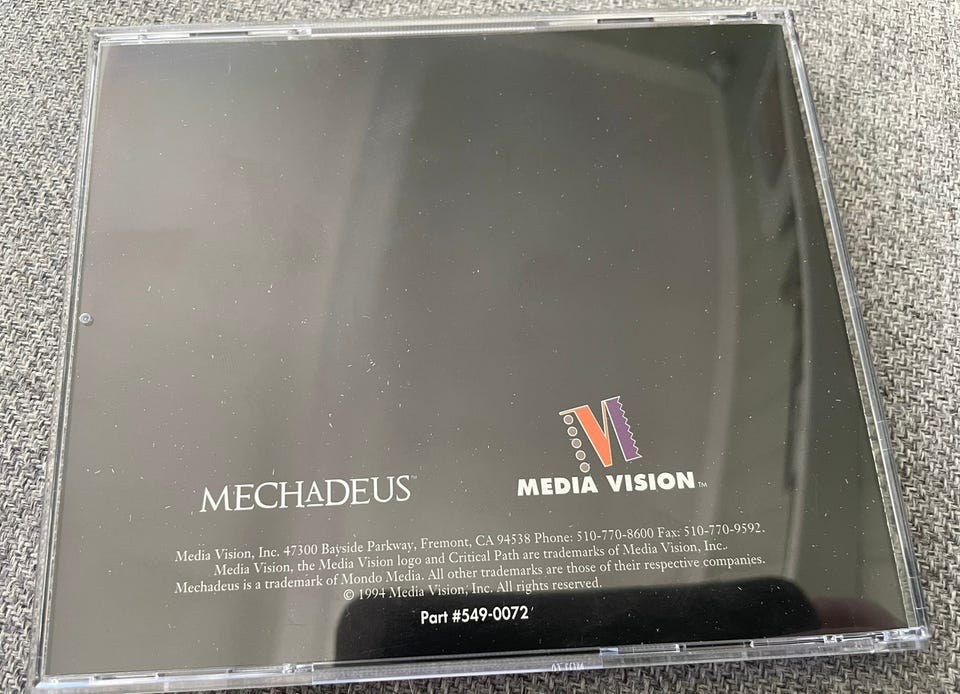 MECHADEUS™
MEDIA VISION™
Media Vision, Inc. 47300 Bayside Parkway, Fremont, CA 94538 Phone: 510-770-8600 Fax: 510-770-9592.
Media Vision, the Media Vision logo and Critical Path are trademarks of Media Vision, Inc..
Mechadeus is a trademark of Mondo Media. All other trademarks are those of their respective companies.
© 1994 Media Vision, Inc. All rights reserved.
Part #549-0072